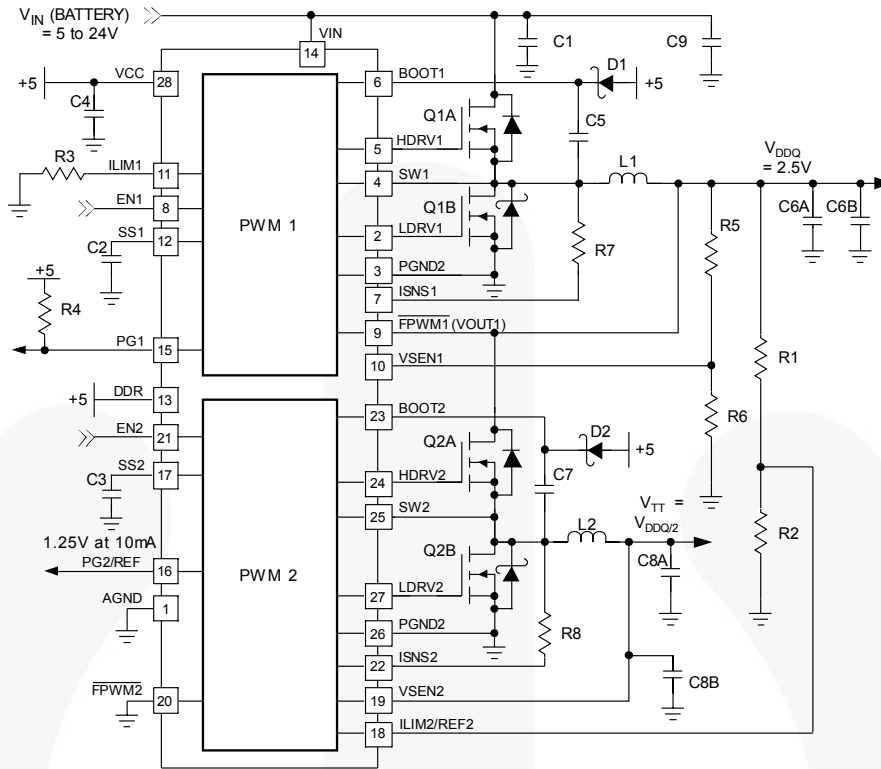 VIN (BATTERY)
= 5 to 24V
VIN
14
C1
C9
+5
VCC
28
C4
6
BOOT1
D1
+5
Q1A
C5
5
HDRV1
R3
ILIM1
11
4
SW1
L1
VDDQ
= 2.5V
EN1
8
Q1B
C6A
C6B
SS1
12
PWM 1
2
LDRV1
R5
R7
C2
3
PGND2
+5
7
ISNS1
R4
9
FPWM1 (VOUT1)
PG1
15
10
VSEN1
R1
DDR
+5
13
R6
23
BOOT2
EN2
21
D2
+5
Q2A
SS2
17
C7
24
HDRV2
C3
25
SW2
VTT =
VDDQ/2
L2
R2
1.25V at 10mA
Q2B
C8A
PG2/REF
16
PWM 2
27
LDRV2
AGND
1
26
PGND2
R8
22
ISNS2
C8B
FPWM2
20
19
VSEN2
18
ILIM2/REF2